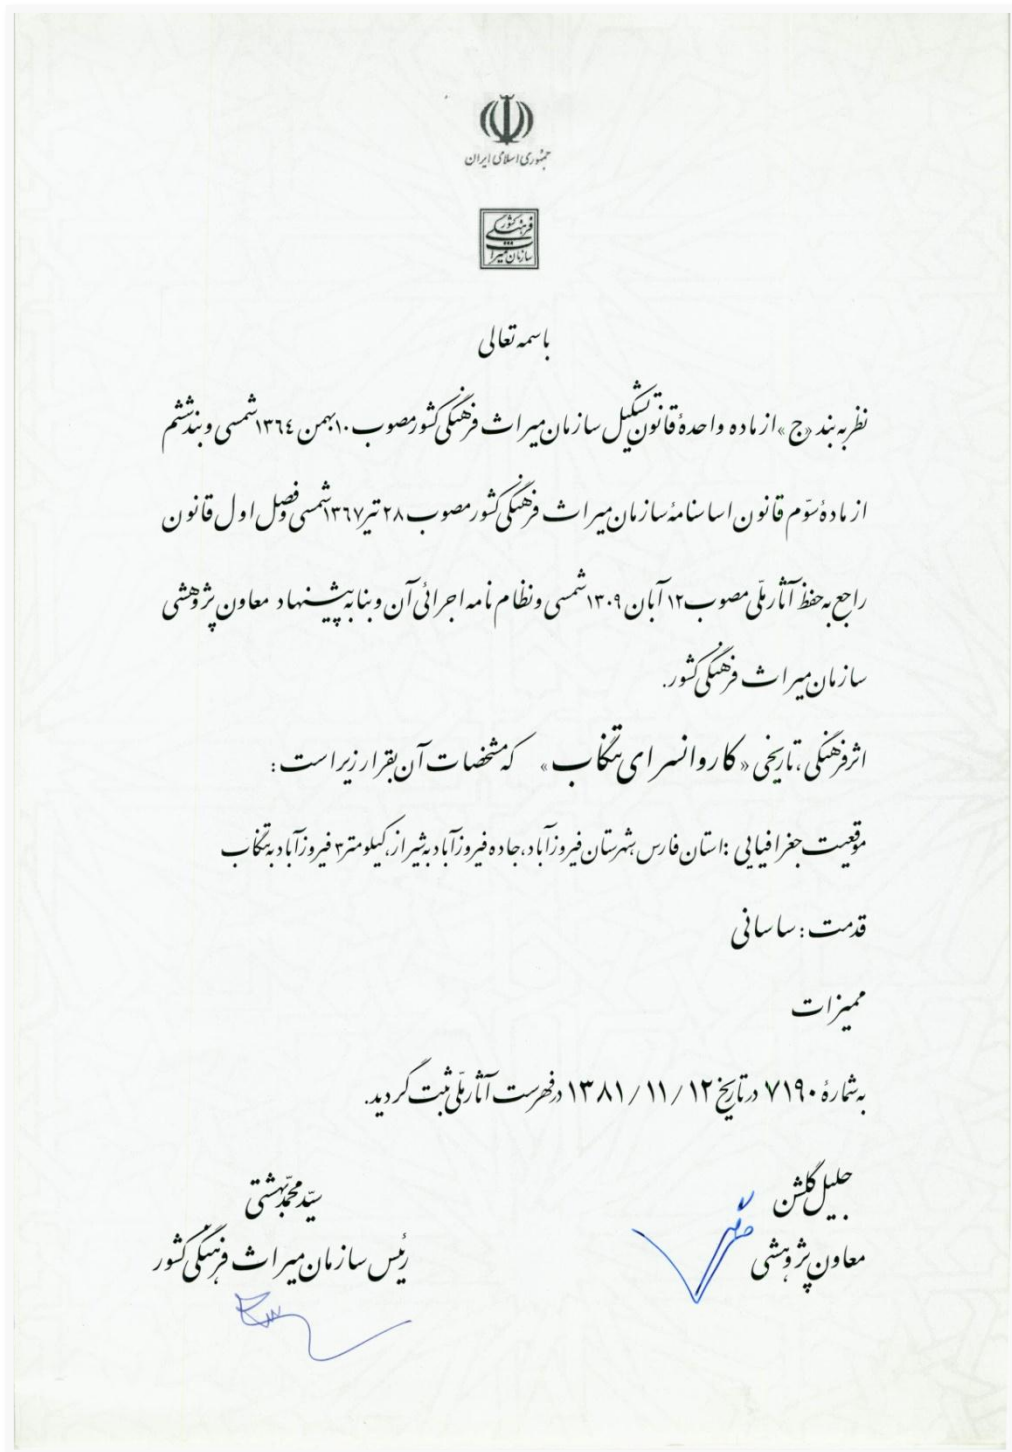 جمهوری اسلامی ایران
سازمان میراث فرهنگی کشور
باسمه تعالی
نظر به بند «ج» از ماده واحدهٔ قانون تشکیل سازمان میراث فرهنگی کشور مصوب ۱۰ بهمن ۱۳٦٤ شمسی و بند ششم
از مادهٔ سوّم قانون اساسنامهٔ سازمان میراث فرهنگی کشور مصوب ۲۸ تیر ۱۳٦۷ شمسی و فصل اول قانون
راجع به حفظ آثار ملّی مصوب ۱۲ آبان ۱۳۰۹ شمسی و نظام نامه اجرائی آن و بنا به پیشنهاد معاون پژوهشی
سازمان میراث فرهنگی کشور.
اثر فرهنگی ، تاریخی «کاروانسرای تنگاب» که مشخصات آن بقرار زیر است :
موقعیت جغرافیایی : استان فارس، شهرستان فیروزآباد، جاده فیروزآباد به شیراز، کیلومتر ۳ فیروزآباد به تنگاب
قدمت : ساسانی
ممیزات
به شمارهٔ ۷۱۹۰ در تاریخ ۱۲ / ۱۱ / ۱۳۸۱ در فهرست آثار ملّی ثبت گردید.
جلیل گلشن
معاون پژوهشی
سیّد محمّد بهشتی
رئیس سازمان میراث فرهنگی کشور